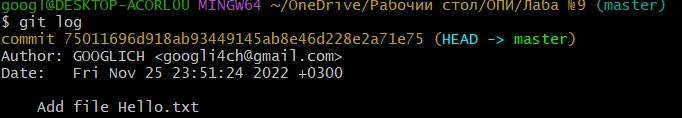 googl@DESKTOP-ACORL0U MINGW64 ~/OneDrive/Рабочий стол/ОПИ/Лаба №9 (master)
$ git log
commit 75011696d918ab93449145ab8e46d228e2a71e75 (HEAD -> master)
Author: GOOGLICH <googli4ch@gmail.com>
Date:   Fri Nov 25 23:51:24 2022 +0300
    Add file Hello.txt